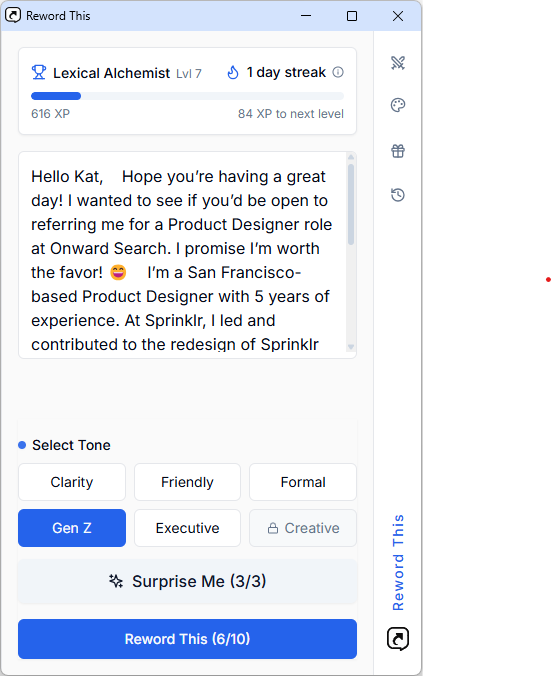 Reword This
Lexical Alchemist Lvl 7
1 day streak
616 XP
84 XP to next level
Hello Kat,    Hope you’re having a great
day! I wanted to see if you’d be open to
referring me for a Product Designer role
at Onward Search. I promise I’m worth
the favor! 😄    I’m a San Francisco-
based Product Designer with 5 years of
experience. At Sprinklr, I led and
contributed to the redesign of Sprinklr
Select Tone
Clarity
Friendly
Formal
Gen Z
Executive
Creative
Surprise Me (3/3)
Reword This (6/10)
Reword This